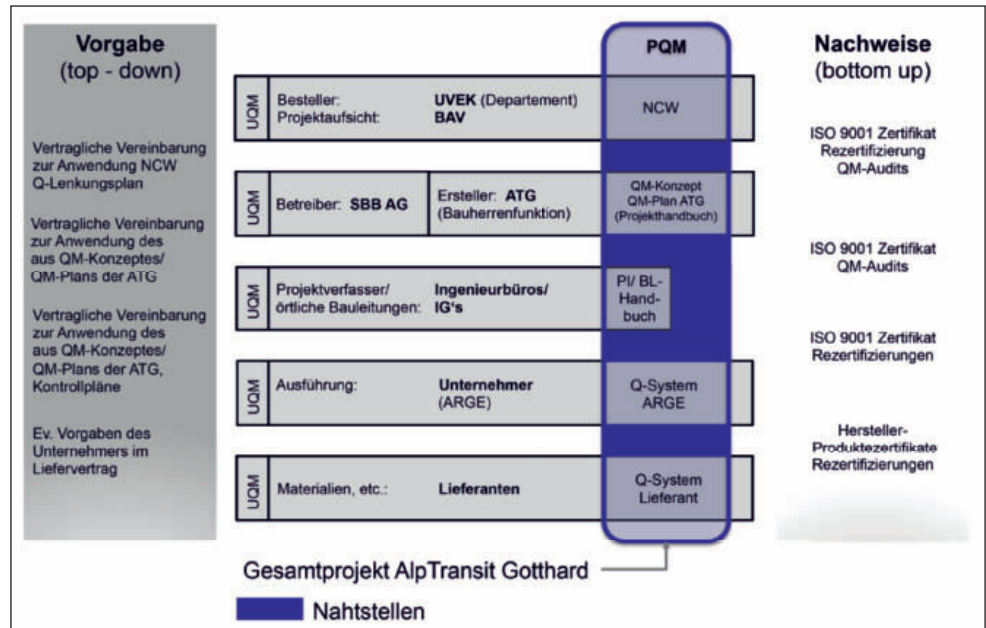 Vorgabe
(top - down)
Vertragliche Vereinbarung
zur Anwendung NCW
Q-Lenkungsplan
Vertragliche Vereinbarung
zur Anwendung des
aus QM-Konzeptes/
QM-Plans der ATG
Vertragliche Vereinbarung
zur Anwendung des
aus QM-Konzeptes/
QM-Plans der ATG,
Kontrollpläne
Ev. Vorgaben des
Unternehmers im
Liefervertrag
PQM
UQM
Besteller: UVEK (Departement)
Projektaufsicht: BAV
NCW
UQM
Betreiber: SBB AG
Ersteller: ATG
(Bauherrenfunktion)
QM-Konzept
QM-Plan ATG
(Projekthandbuch)
UQM
Projektverfasser/ Ingenieurbüros/
örtliche Bauleitungen: IG's
PI/ BL-
Hand-
buch
UQM
Ausführung: Unternehmer
(ARGE)
Q-System
ARGE
UQM
Materialien, etc.: Lieferanten
Q-System
Lieferant
Nachweise
(bottom up)
ISO 9001 Zertifikat
Rezertifizierung
QM-Audits
ISO 9001 Zertifikat
QM-Audits
ISO 9001 Zertifikat
Rezertifizierungen
Hersteller-
Produktezertifikate
Rezertifizierungen
Gesamtprojekt AlpTransit Gotthard
Nahtstellen